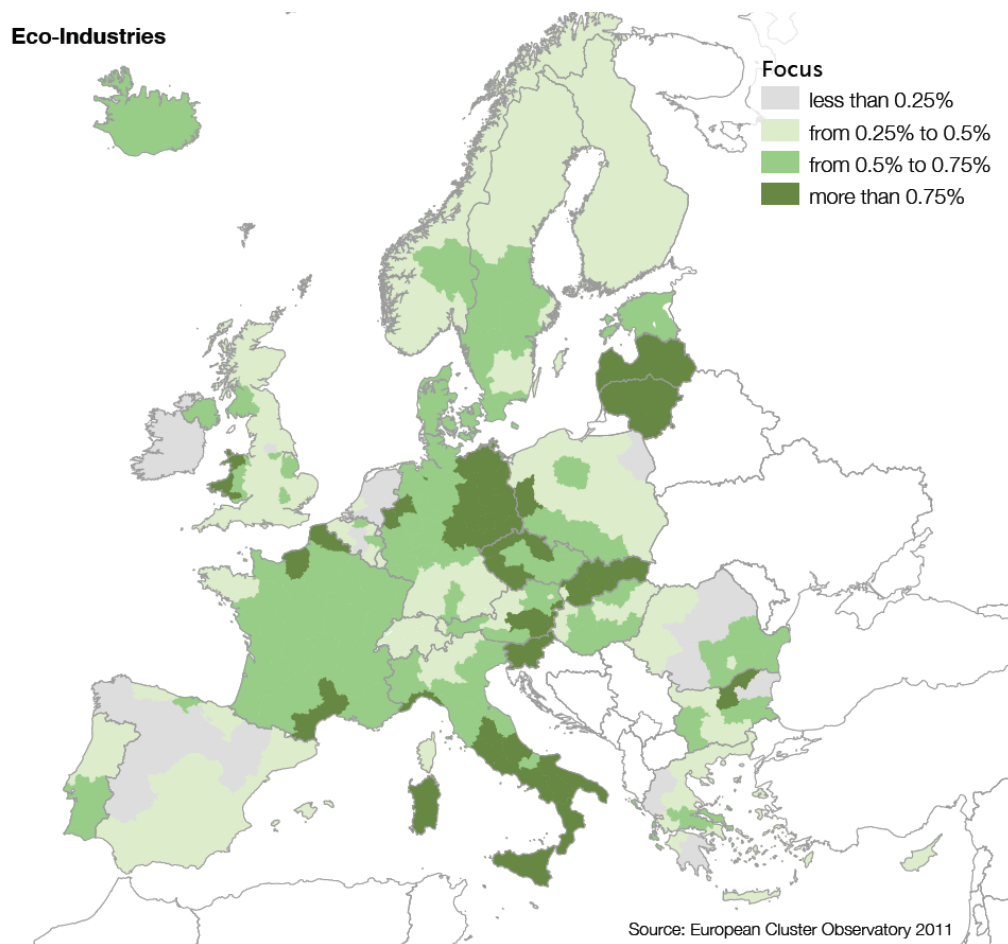 Eco-Industries
Focus
less than 0.25%
from 0.25% to 0.5%
from 0.5% to 0.75%
more than 0.75%
Source: European Cluster Observatory 2011